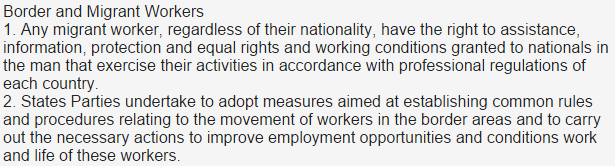 Border and Migrant Workers
1. Any migrant worker, regardless of their nationality, have the right to assistance,
information, protection and equal rights and working conditions granted to nationals in
the man that exercise their activities in accordance with professional regulations of
each country.
2. States Parties undertake to adopt measures aimed at establishing common rules
and procedures relating to the movement of workers in the border areas and to carry
out the necessary actions to improve employment opportunities and conditions work
and life of these workers.